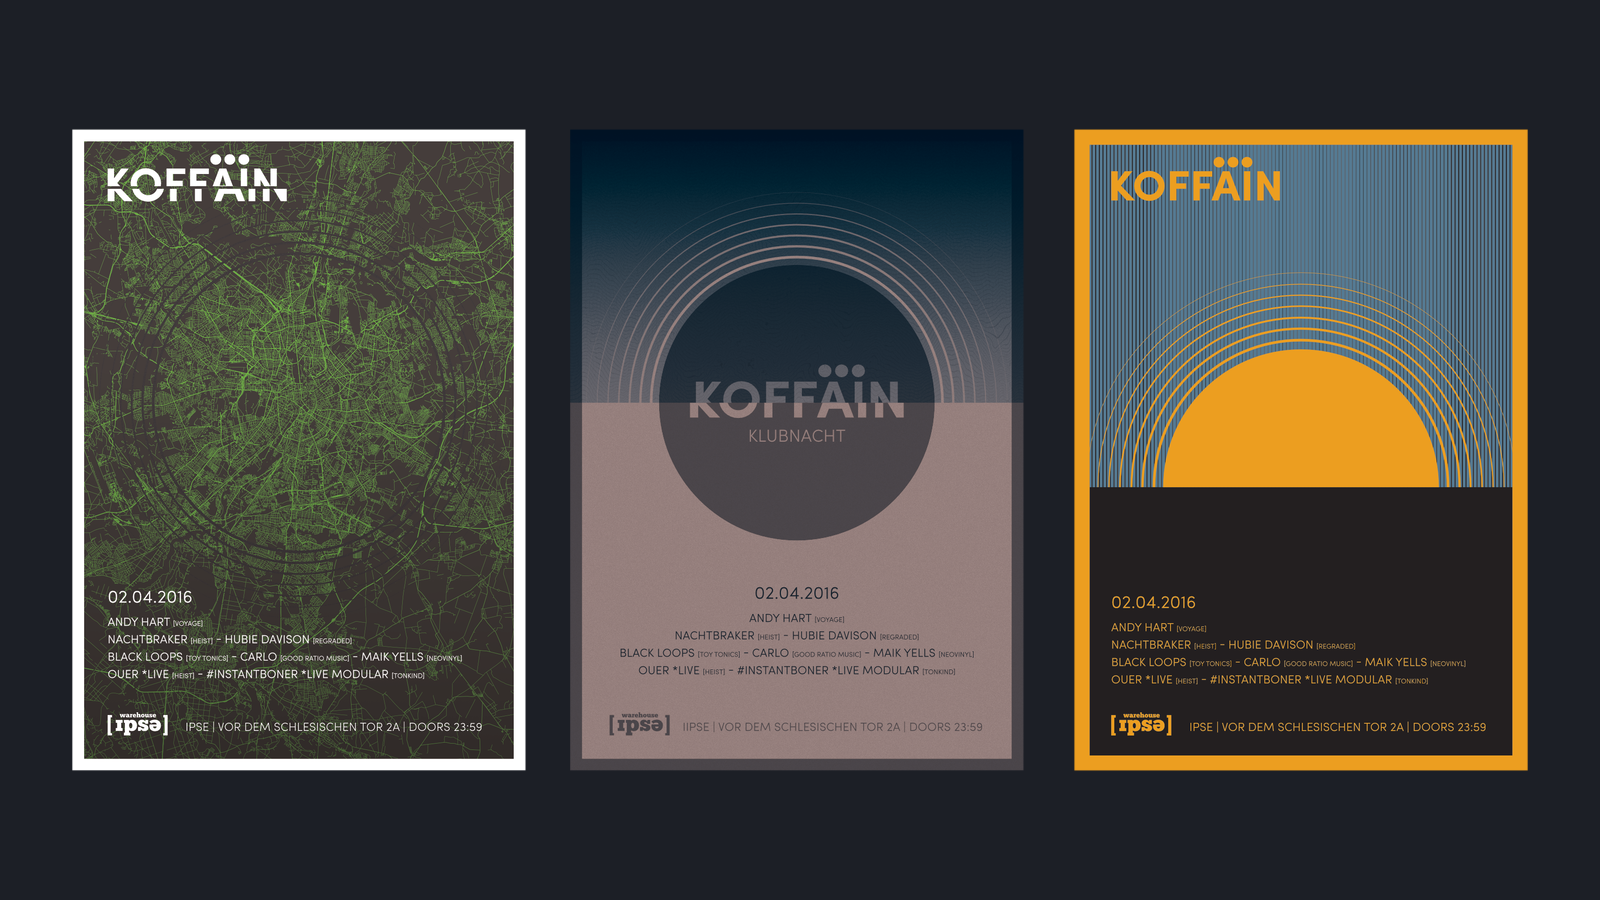 KOFFÄIN
02.04.2016
ANDY HART [VOYAGE]
NACHTBRAKER [HEIST] - HUBIE DAVISON [REGRADED]
BLACK LOOPS [TOY TONICS] - CARLO [GOOD RATIO MUSIC] - MAIK YELLS [NEOVINYL]
OUER *LIVE [HEIST] - #INSTANTBONER *LIVE MODULAR [TONKIND]
warehouse
[ipse]
IPSE | VOR DEM SCHLESISCHEN TOR 2A | DOORS 23:59
KOFFÄIN
KLUBNACHT
02.04.2016
ANDY HART [VOYAGE]
NACHTBRAKER [HEIST] - HUBIE DAVISON [REGRADED]
BLACK LOOPS [TOY TONICS] - CARLO [GOOD RATIO MUSIC] - MAIK YELLS [NEOVINYL]
OUER *LIVE [HEIST] - #INSTANTBONER *LIVE MODULAR [TONKIND]
warehouse
[ipse]
IIPSE | VOR DEM SCHLESISCHEN TOR 2A | DOORS 23:59
KOFFÄIN
02.04.2016
ANDY HART [VOYAGE]
NACHTBRAKER [HEIST] - HUBIE DAVISON [REGRADED]
BLACK LOOPS [TOY TONICS] - CARLO [GOOD RATIO MUSIC] - MAIK YELLS [NEOVINYL]
OUER *LIVE [HEIST] - #INSTANTBONER *LIVE MODULAR [TONKIND]
warehouse
[ipse]
IPSE | VOR DEM SCHLESISCHEN TOR 2A | DOORS 23:59